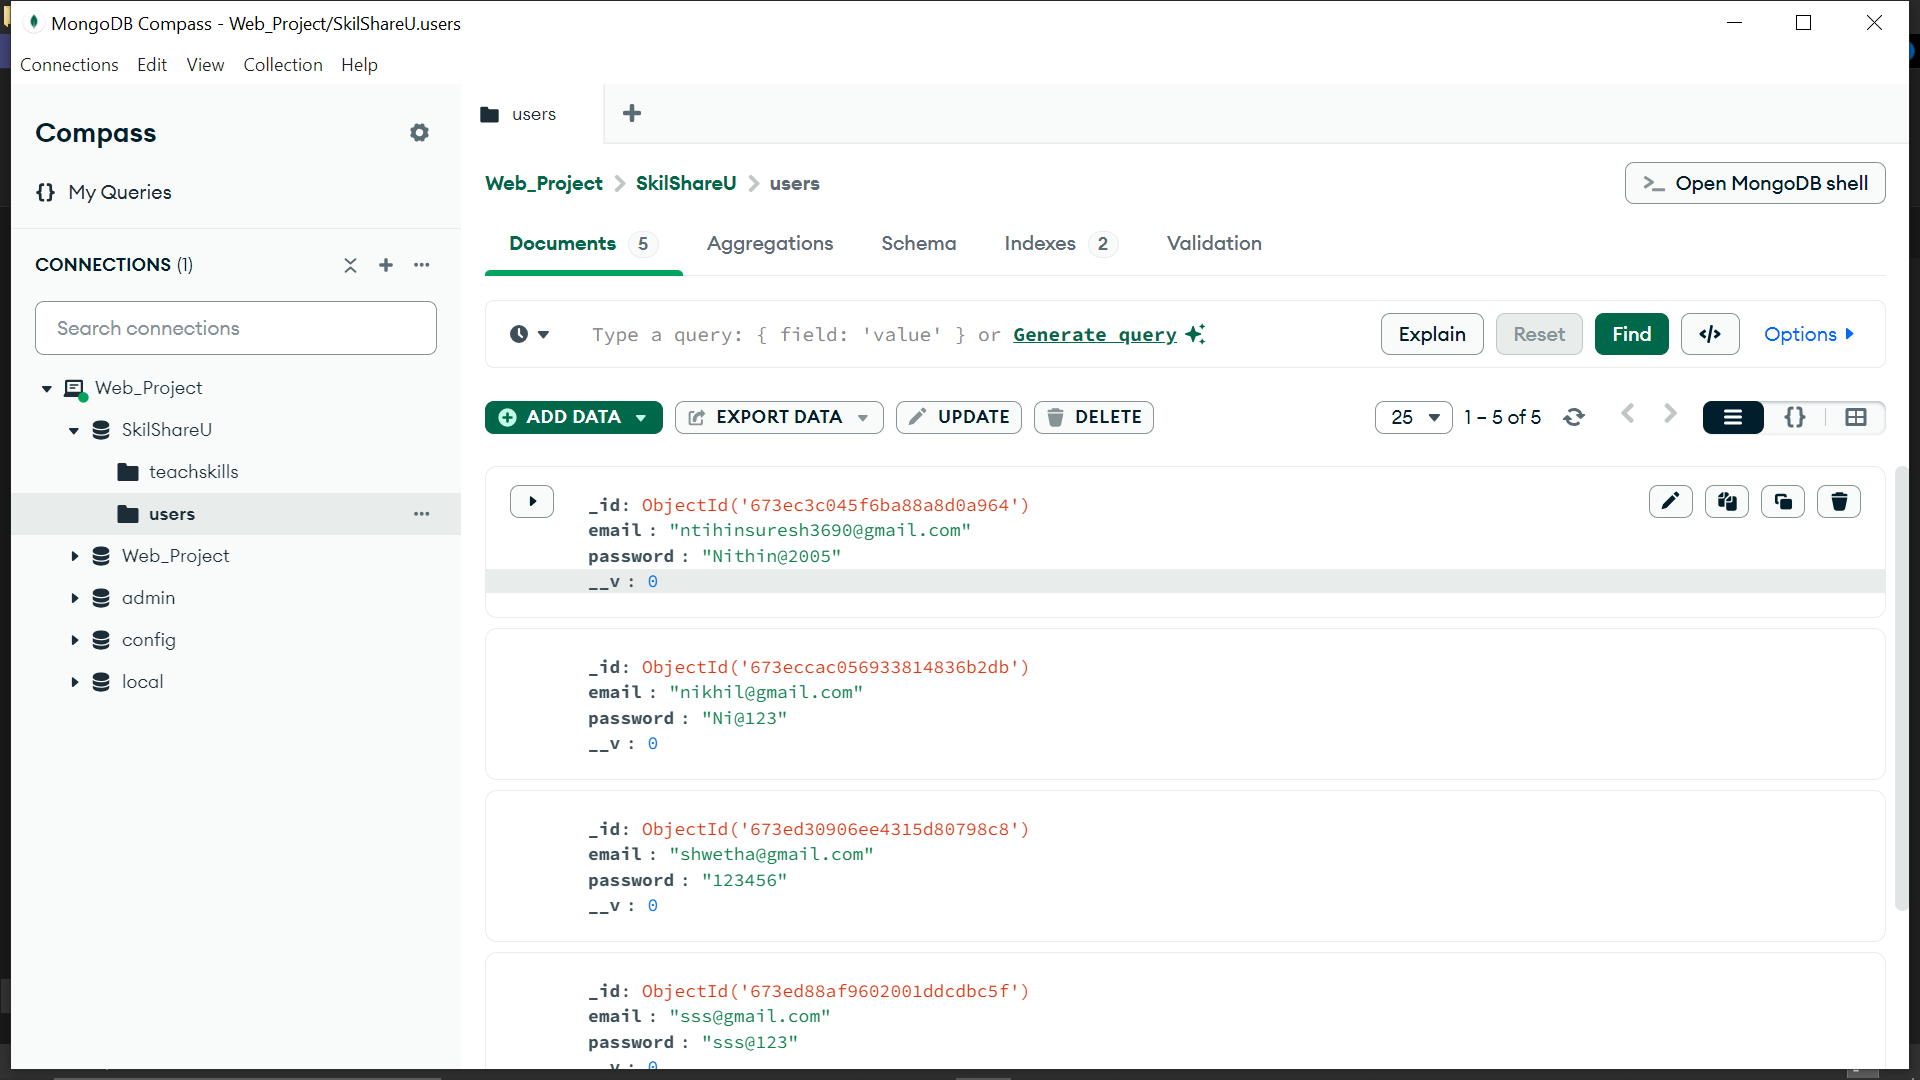 MongoDB Compass - Web_Project/SkilShareU.users
Connections Edit View Collection Help
Compass
{} My Queries
CONNECTIONS (1)
Search connections
Web_Project
SkilShareU
teachskills
users
Web_Project
admin
config
local
users
Web_Project > SkilShareU > users
>_ Open MongoDB shell
Documents 5 Aggregations Schema Indexes 2 Validation
Type a query: { field: 'value' } or Generate query
Explain Reset Find </> Options
ADD DATA EXPORT DATA UPDATE DELETE
25 1 – 5 of 5 {}
_id: ObjectId('673ec3c045f6ba88a8d0a964')
email : "ntihinsuresh3690@gmail.com"
password : "Nithin@2005"
__v : 0
_id: ObjectId('673eccac056933814836b2db')
email : "nikhil@gmail.com"
password : "Ni@123"
__v : 0
_id: ObjectId('673ed30906ee4315d80798c8')
email : "shwetha@gmail.com"
password : "123456"
__v : 0
_id: ObjectId('673ed88af9602001ddcdbc5f')
email : "sss@gmail.com"
password : "sss@123"
__v : 0